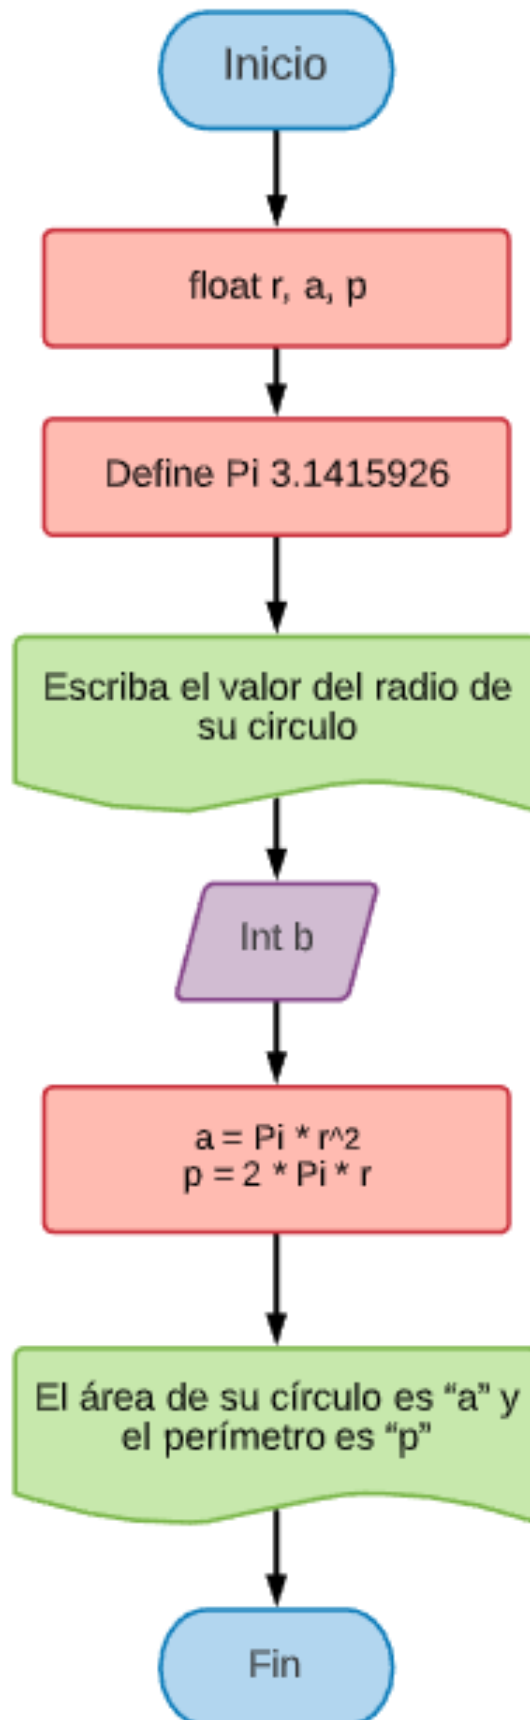 Inicio
float r, a, p
Define Pi 3.1415926
Escriba el valor del radio de
su circulo
Int b
a = Pi * r^2
p = 2 * Pi * r
El área de su círculo es “a” y
el perímetro es “p”
Fin